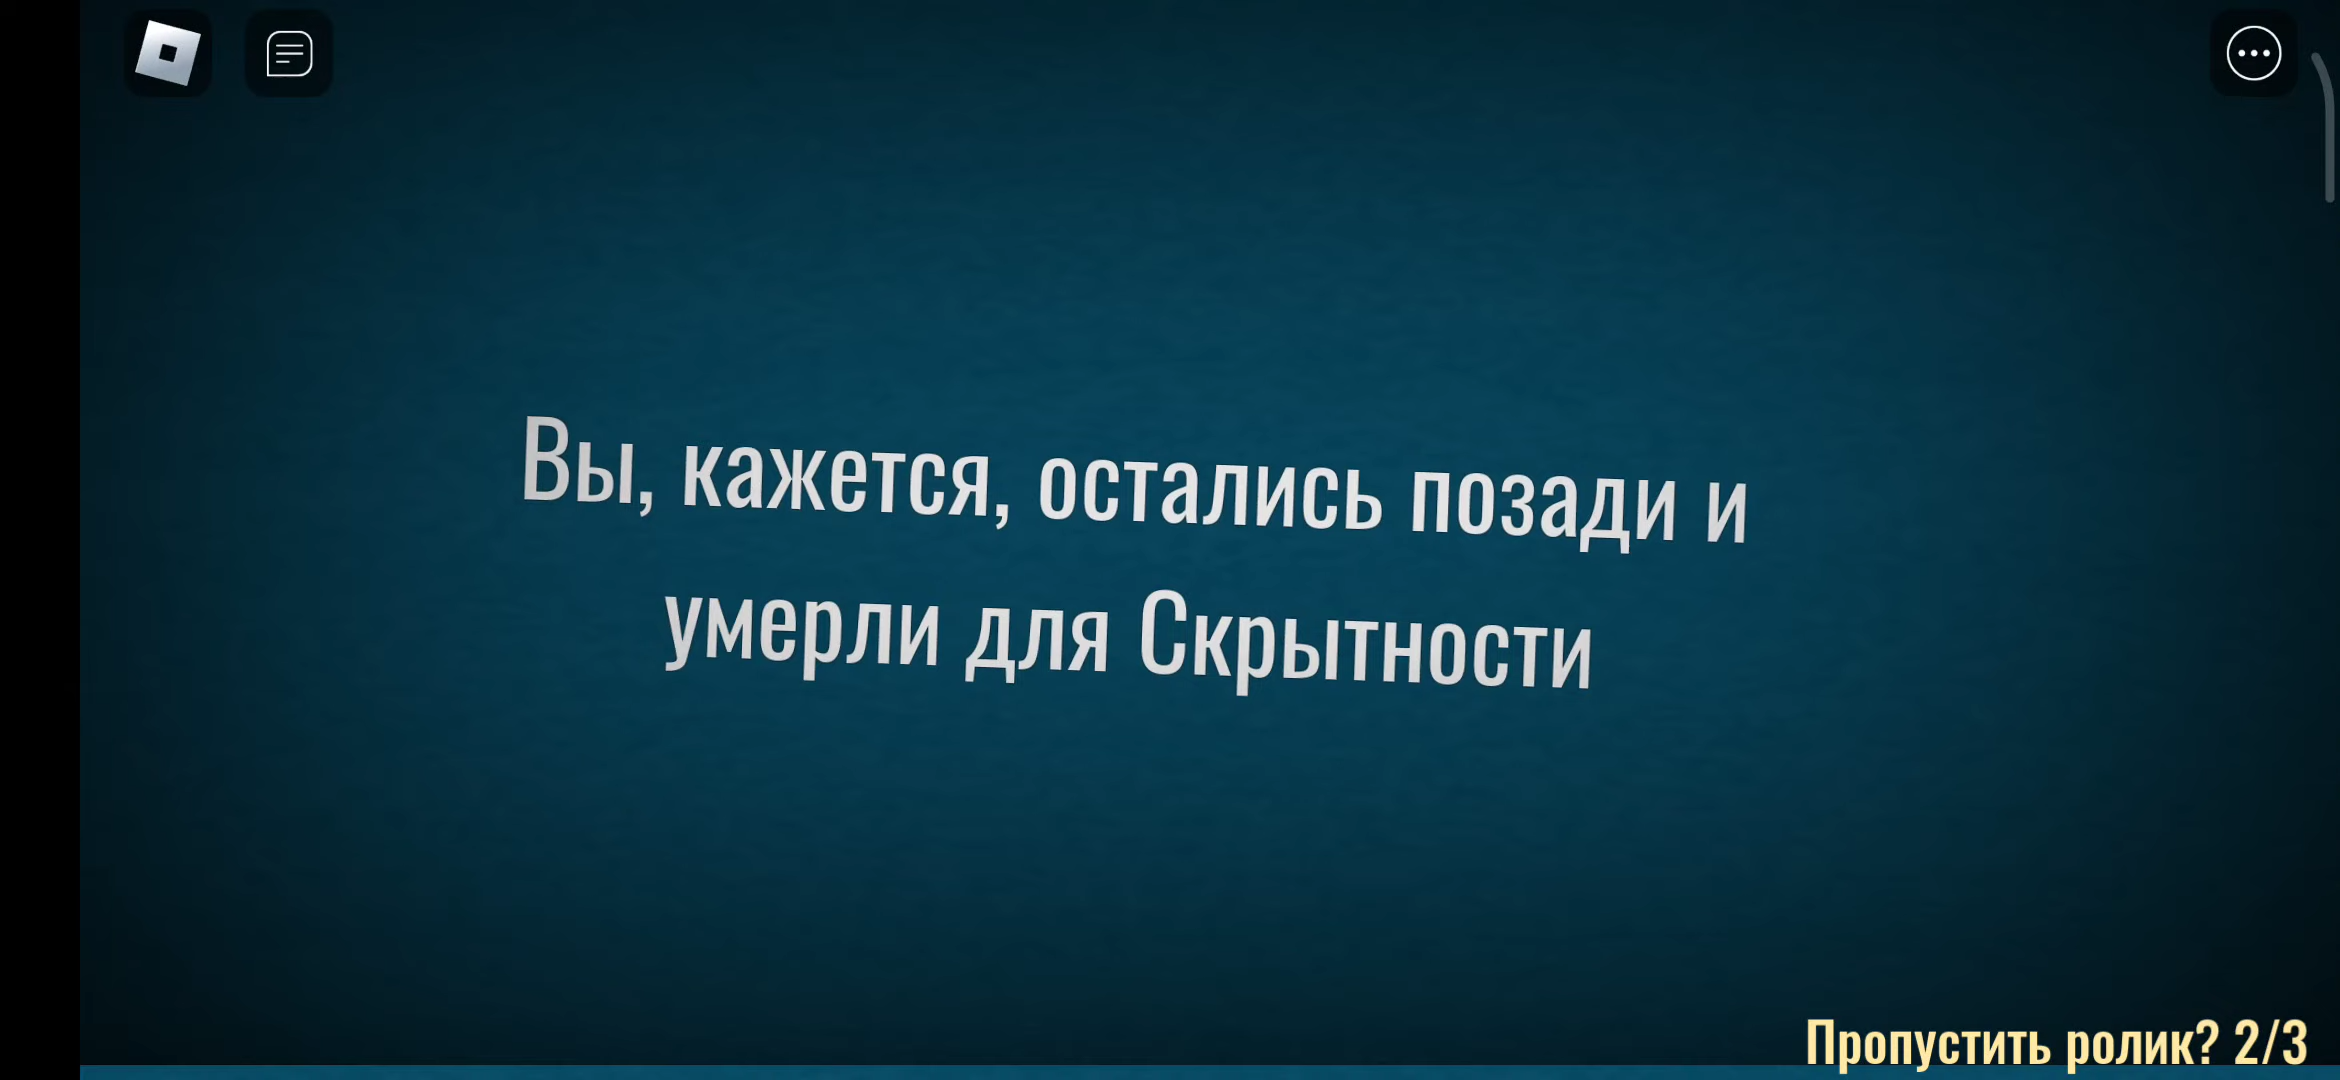 Вы, кажется, остались позади и
умерли для Скрытности
Пропустить ролик? 2/3